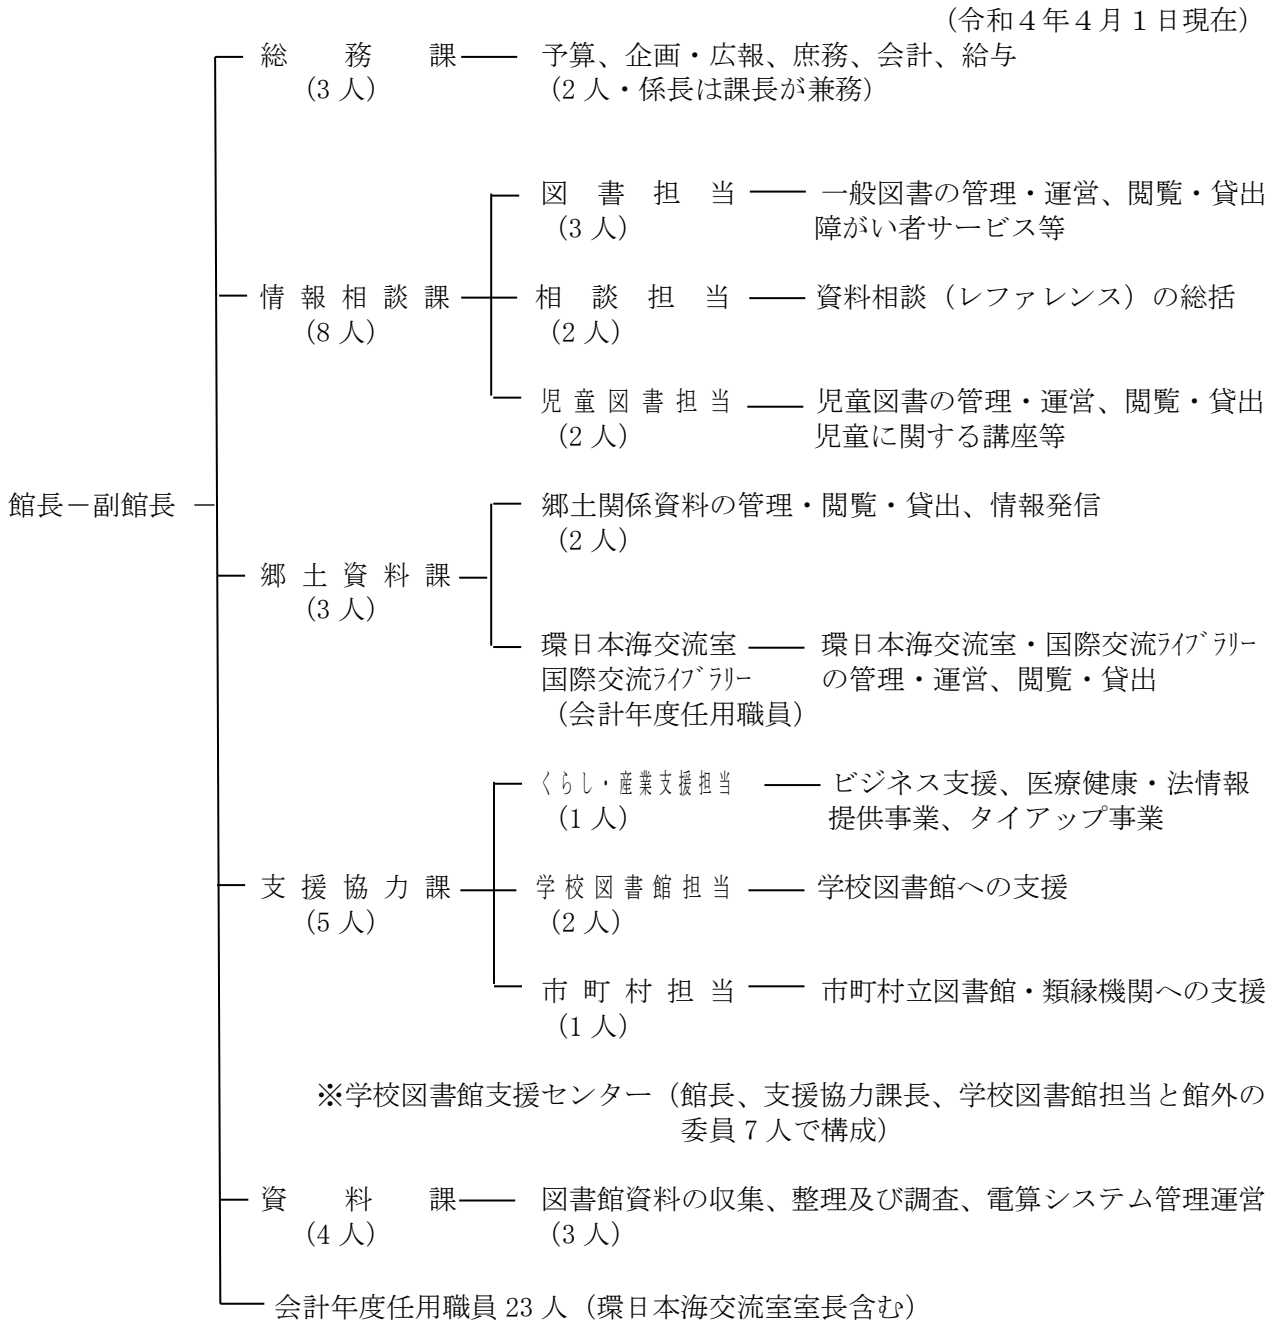 (令和４年４月１日現在)
総務課 予算、企画・広報、庶務、会計、給与
(3人) (2人・係長は課長が兼務)
図書担当 一般図書の管理・運営、閲覧・貸出
(3人) 障がい者サービス等
情報相談課 相談担当 資料相談（レファレンス）の総括
(8人) (2人)
児童図書担当 児童図書の管理・運営、閲覧・貸出
(2人) 児童に関する講座等
館長－副館長 － 郷土関係資料の管理・閲覧・貸出、情報発信
(2人)
郷土資料課
(3人)
環日本海交流室 環日本海交流室・国際交流ﾗｲﾌﾞﾗﾘｰ
国際交流ﾗｲﾌﾞﾗﾘｰ の管理・運営、閲覧・貸出
(会計年度任用職員)
くらし・産業支援担当 ビジネス支援、医療健康・法情報
(1人) 提供事業、タイアップ事業
支援協力課 学校図書館担当 学校図書館への支援
(5人) (2人)
市町村担当 市町村立図書館・類縁機関への支援
(1人)
※学校図書館支援センター（館長、支援協力課長、学校図書館担当と館外の
委員７人で構成）
資料課 図書館資料の収集、整理及び調査、電算システム管理運営
(4人) (3人)
会計年度任用職員 23 人（環日本海交流室室長含む）